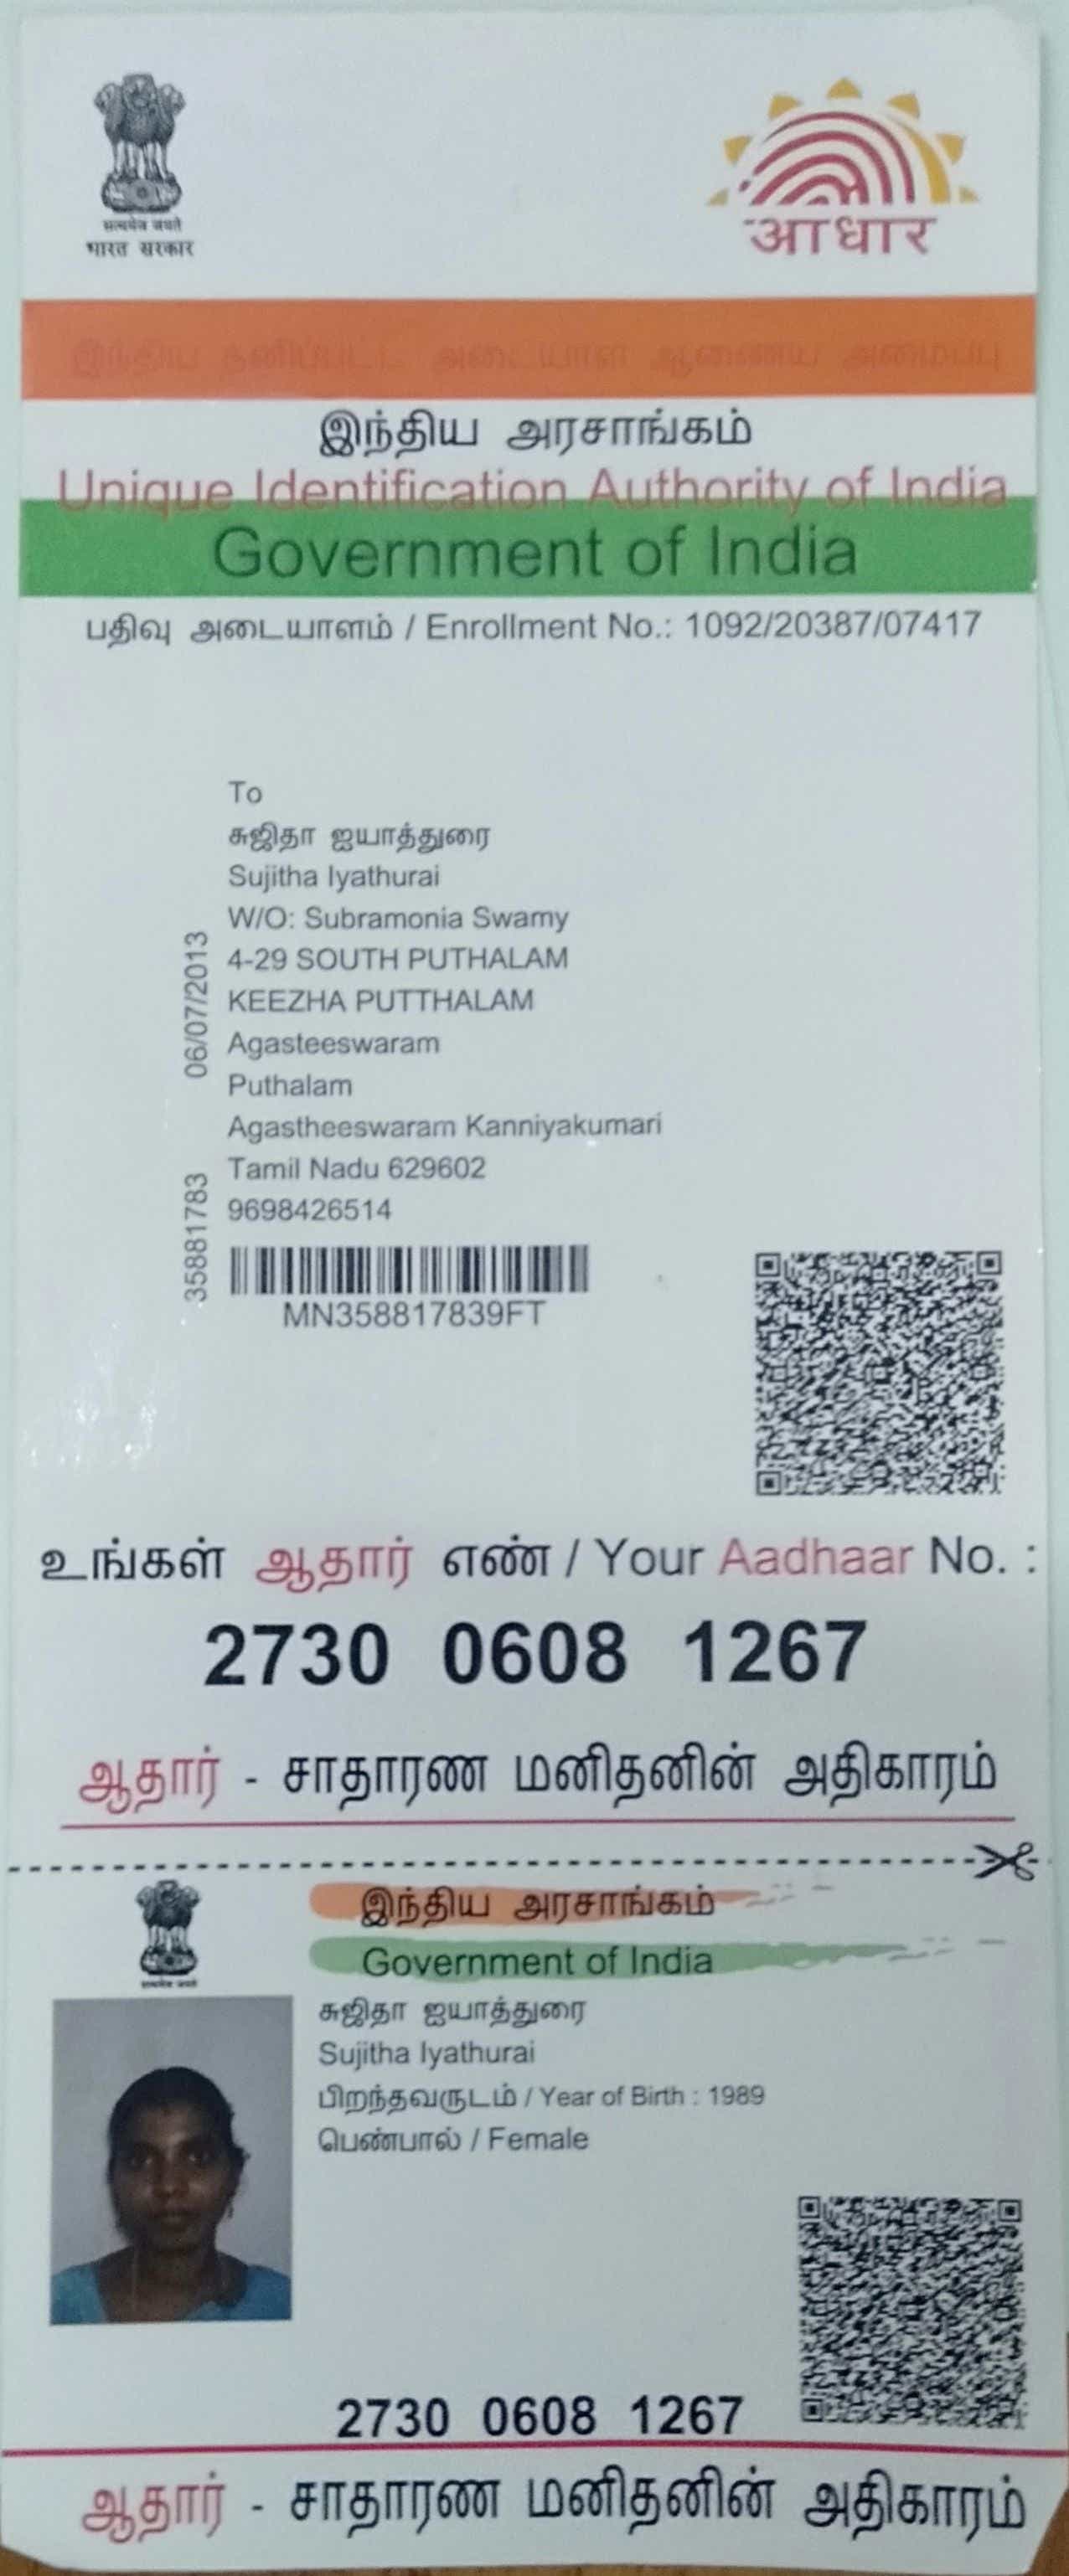 सत्यमेव जयते
भारत सरकार
आधार
இந்திய அரசாங்கம்
Unique Identification Authority of India
Government of India
பதிவு அடையாளம் / Enrollment No.: 1092/20387/07417
To
சுஜிதா ஐயாத்துரை
Sujitha Iyathurai
W/O: Subramonia Swamy
4-29 SOUTH PUTHALAM
KEEZHA PUTTHALAM
Agasteeswaram
Puthalam
Agastheeswaram Kanniyakumari
Tamil Nadu 629602
9698426514
06/07/2013
35881783
MN358817839FT
உங்கள் ஆதார் எண் / Your Aadhaar No. :
2730 0608 1267
ஆதார் - சாதாரண மனிதனின் அதிகாரம்
இந்திய அரசாங்கம்
Government of India
சுஜிதா ஐயாத்துரை
Sujitha Iyathurai
பிறந்தவருடம் / Year of Birth : 1989
பெண்பால் / Female
2730 0608 1267
ஆதார் - சாதாரண மனிதனின் அதிகாரம்